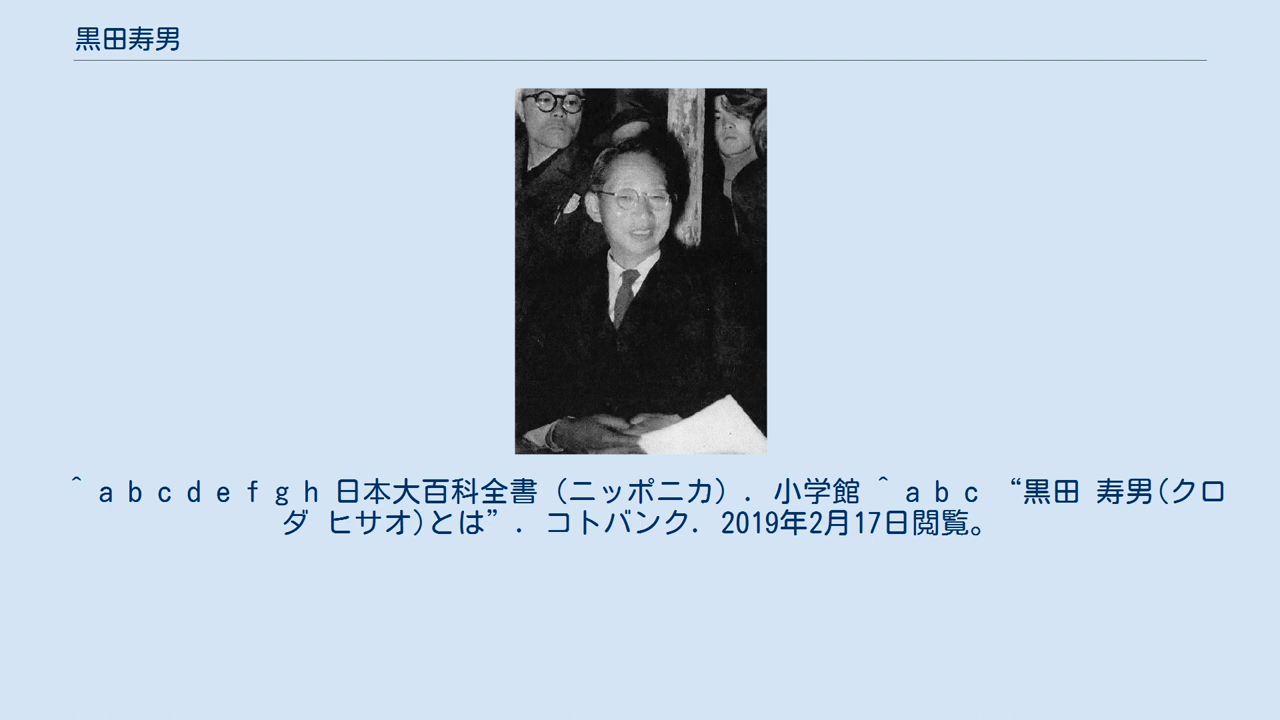 黒田寿男
^ a b c d e f g h 日本大百科全書（ニッポニカ）. 小学館 ^ a b c “黒田 寿男(クロ
ダ ヒサオ)とは”. コトバンク. 2019年2月17日閲覧。